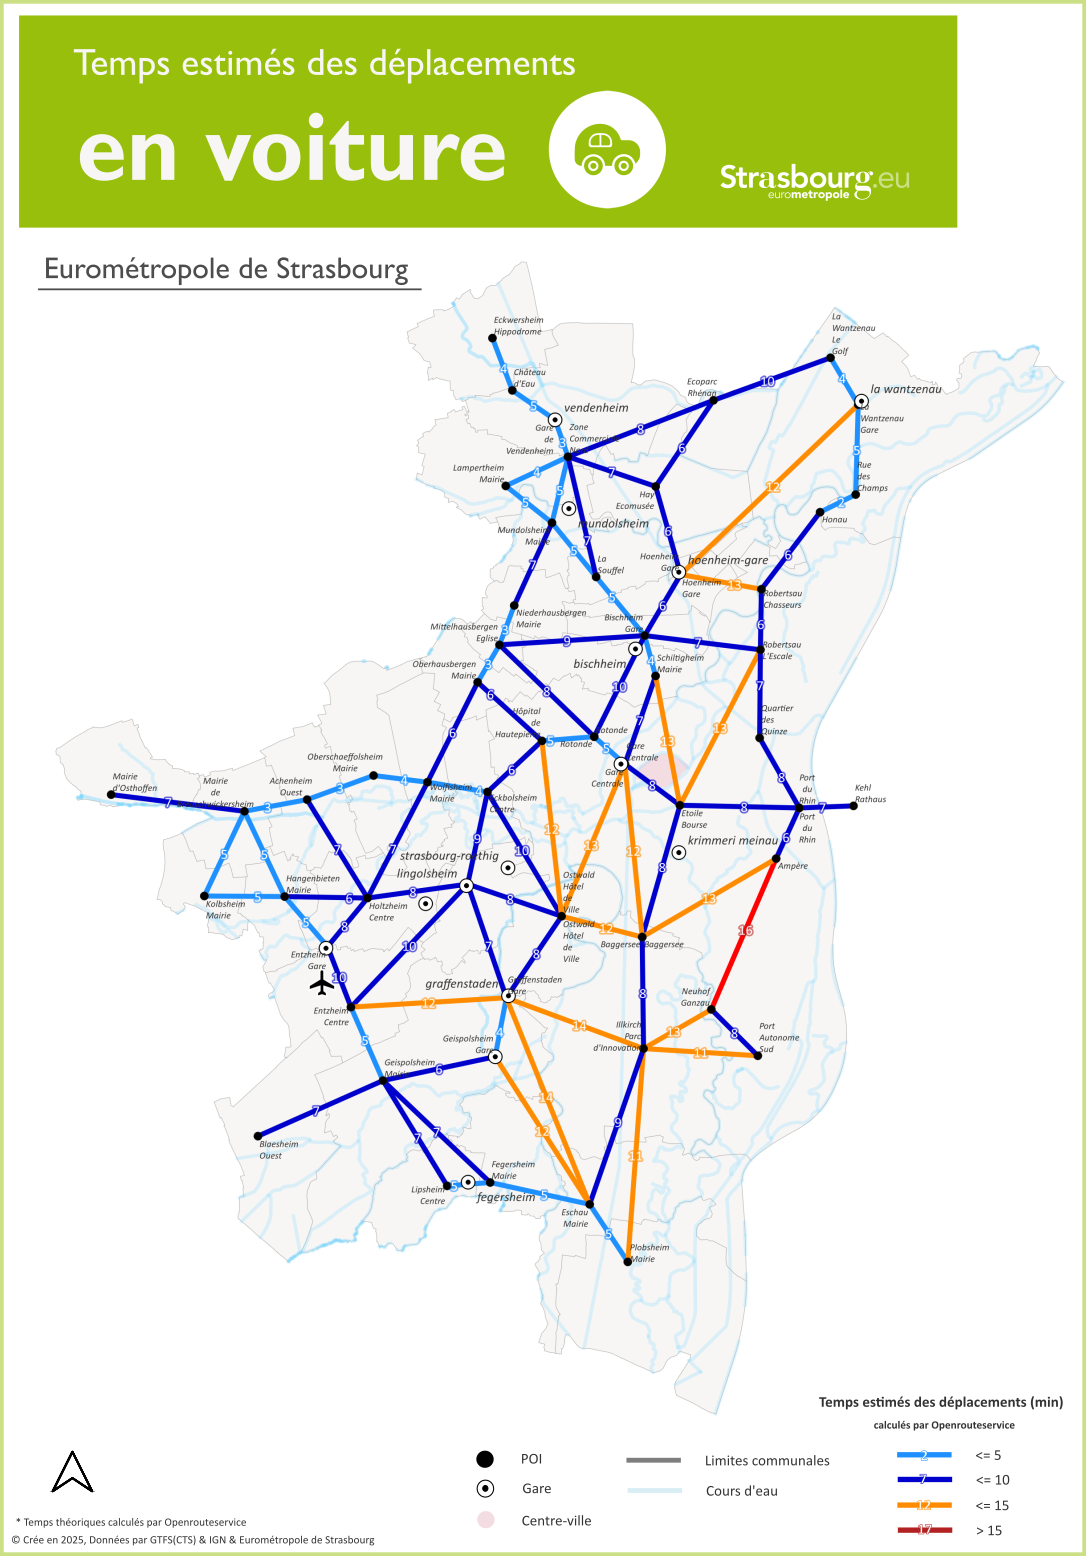 Temps estimés des déplacements
en voiture
Strasbourg.eu
eurometropole
Eurométropole de Strasbourg
Eckwersheim
Hippodrome
4
Château
d'Eau
5
vendenheim
Gare
de
Vendenheim
3
Zone
Commerciale
La
Wantzenau
Le
Golf
10
Ecoparc
Rhénan
4
la wantzenau
Wantzenau
Gare
8
6
7
Lampertheim
Mairie
4
5
5
Hay
Ecomusée
12
5
Rue
des
Champs
2
Honau
mundolsheim
Mundolsheim
Mairie
5
7
La
Souffel
6
Hoenheim
Gare
hoenheim-gare
Hoenheim
Gare
13
6
Robertsau
Chasseurs
7
5
6
Niederhausbergen
Mairie
3
Mittelhausbergen
Eglise
Bischheim
Gare
9
7
6
Robertsau
L'Escale
bischheim
4
Schiltigheim
Mairie
Oberhausbergen
Mairie
3
6
8
10
7
7
Hôpital
de
Hautepierre
5
Rotonde
Rotonde
5
Gare
Centrale
Gare
Centrale
13
13
Quartier
des
Quinze
6
Oberschaeffolsheim
Mairie
4
Wolfisheim
Mairie
4
Eckbolsheim
Centre
6
8
8
Port
du
Rhin
Kehl
Rathaus
7
Port
du
Rhin
8
Etoile
Bourse
Mairie
d'Osthoffen
7
Mairie
de
3
Achenheim
Ouest
3
6
Ampère
krimmeri meinau
12
13
12
8
9
10
strasbourg-roethig
lingolsheim
7
7
5
5
Kolbsheim
Mairie
5
Hangenbieten
Mairie
6
Holtzheim
Centre
8
8
Ostwald
Hôtel
de
Ville
Ostwald
Hôtel
de
Ville
12
Baggersee
Baggersee
13
16
5
8
Entzheim
Gare
10
10
7
8
Entzheim
Centre
12
graffenstaden
Graffenstaden
Gare
8
Neuhof
Ganzau
8
Port
Autonome
Sud
13
11
Illkirch
Parc
d'Innovation
14
4
Geispolsheim
Gare
5
Geispolsheim
Mairie
6
7
Blaesheim
Ouest
7
7
14
12
9
11
Lipsheim
Centre
5
Fegersheim
Mairie
fegersheim
5
Eschau
Mairie
5
Plobsheim
Mairie
Temps estimés des déplacements (min)
calculés par Openrouteservice
POI
Gare
Centre-ville
Limites communales
Cours d'eau
2 <= 5
7 <= 10
12 <= 15
17 > 15
* Temps théoriques calculés par Openrouteservice
© Crée en 2025, Données par GTFS(CTS) & IGN & Eurométropole de Strasbourg